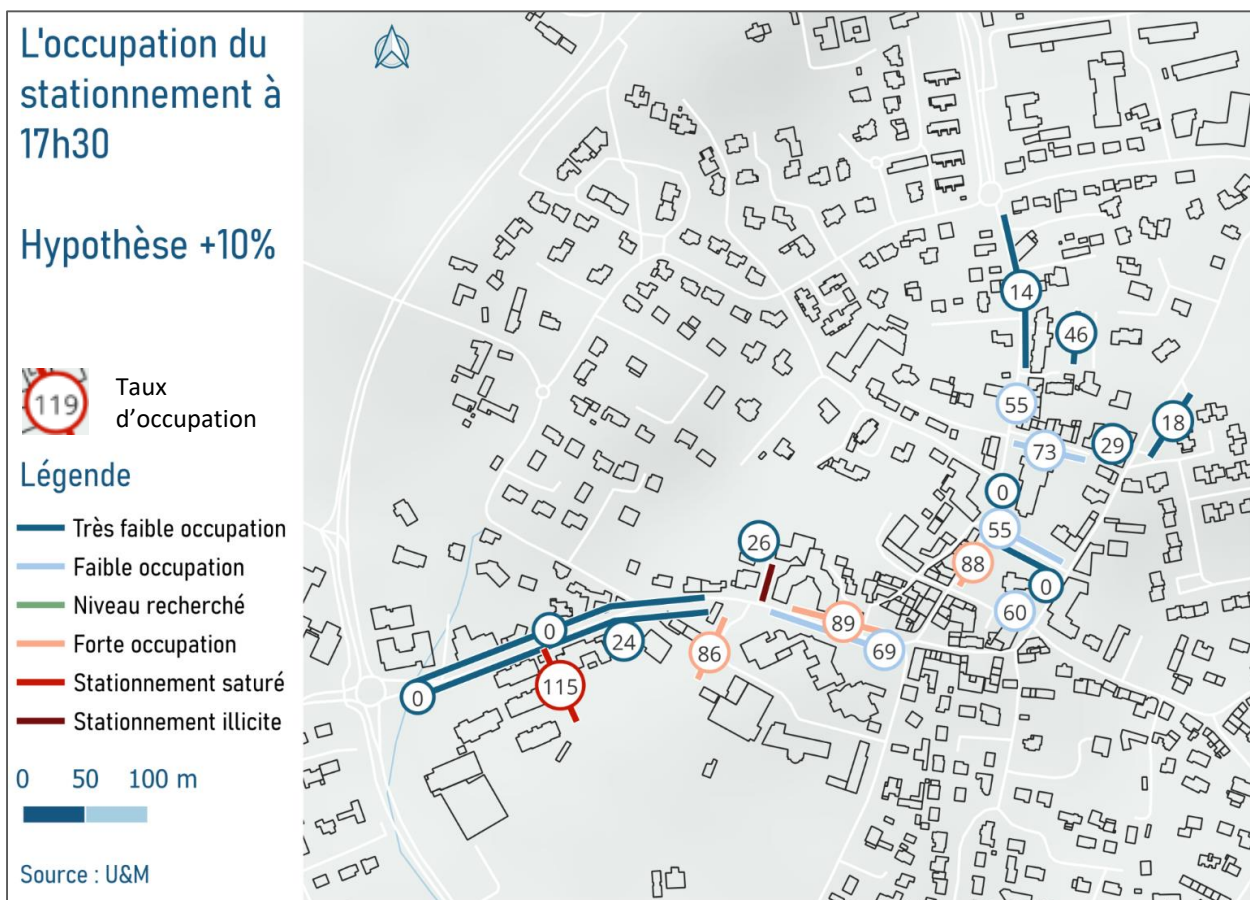 L'occupation du
stationnement à
17h30
Hypothèse +10%
119
Taux
d’occupation
Légende
Très faible occupation
Faible occupation
Niveau recherché
Forte occupation
Stationnement saturé
Stationnement illicite
0 50 100 m
Source : U&M
14
46
55
18
73
29
0
55
26
88
0
60
89
0
24
86
69
115
0